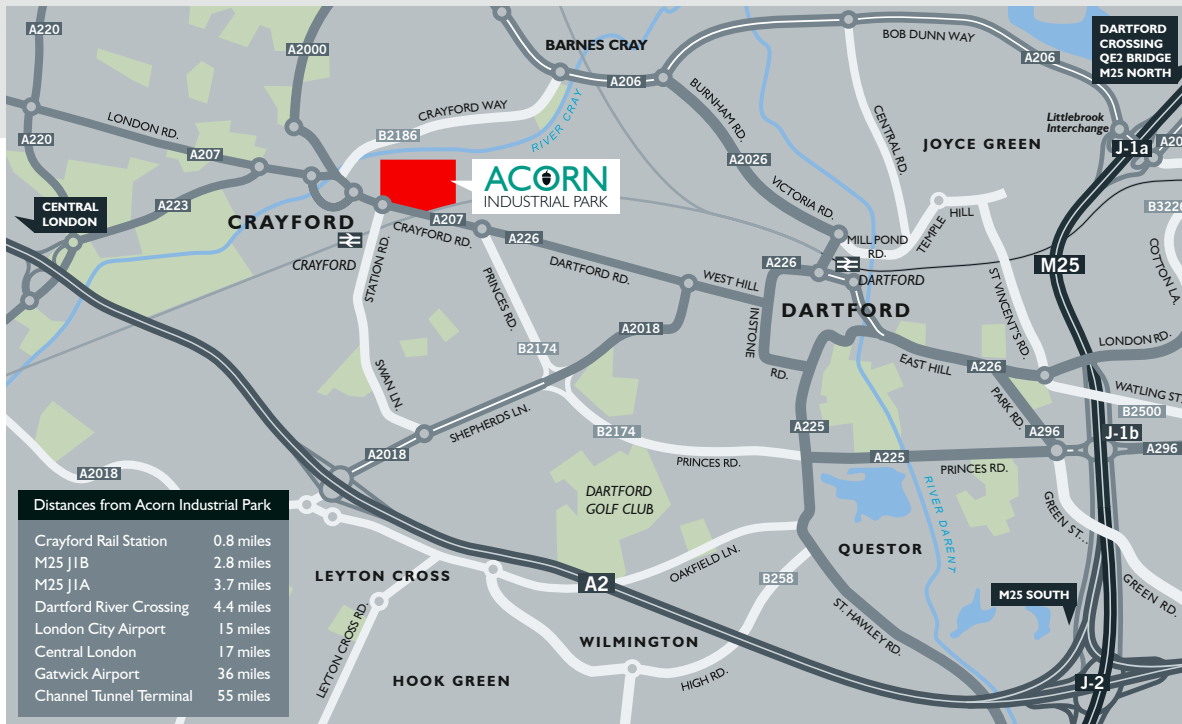 A220
A2000
BARNES CRAY
BOB DUNN WAY
A206
DARTFORD
CROSSING
QE2 BRIDGE
M25 NORTH
A206
CRAYFORD WAY
BURNHAM RD.
CENTRAL RD.
RIVER CRAY
LONDON RD.
A220
B2186
A207
Littlebrook
Interchange
JOYCE GREEN
J-1a
A20
A2026
ACORN
INDUSTRIAL PARK
VICTORIA RD.
CENTRAL
LONDON
A223
CRAYFORD
A207
CRAYFORD RD.
A226
TEMPLE
HILL
B3226
MILL POND
RD.
CRAYFORD
STATION RD.
PRINCES RD.
DARTFORD RD.
WEST HILL
A226
DARTFORD
M25
COTTON LA.
ST VINCENT'S RD.
DARTFORD
INSTONE
RD.
A2018
B2174
EAST HILL
A226
LONDON RD.
SWAN LN.
PARK RD.
WATLING ST.
B2500
SHEPHERDS LN.
B2174
A225
A296
J-1b
A296
A2018
A2018
PRINCES RD.
A225
PRINCES RD.
DARTFORD
GOLF CLUB
RIVER DARENT
GREEN ST...
Distances from Acorn Industrial Park
Crayford Rail Station 0.8 miles
M25 J1B 2.8 miles
M25 J1A 3.7 miles
Dartford River Crossing 4.4 miles
London City Airport 15 miles
Central London 17 miles
Gatwick Airport 36 miles
Channel Tunnel Terminal 55 miles
QUESTOR
OAKFIELD LN.
LEYTON CROSS
A2
B258
GREEN RD.
M25 SOUTH
LEYTON CROSS RD.
WILMINGTON
ST. HAWLEY RD.
HOOK GREEN
HIGH RD.
J-2